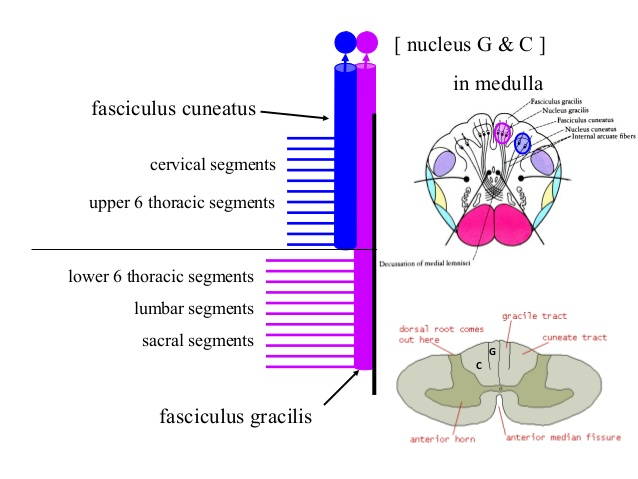 [ nucleus G & C ]
in medulla
fasciculus cuneatus
cervical segments
upper 6 thoracic segments
lower 6 thoracic segments
lumbar segments
sacral segments
fasciculus gracilis
Fasciculus gracilis
Nucleus gracilis
Fasciculus cuneatus
Nucleus cuneatus
Internal arcuate fibers
Decussation of medial lemnisci
gracile tract
dorsal root comes
out here
cuneate tract
G
C
anterior horn
anterior median fissure